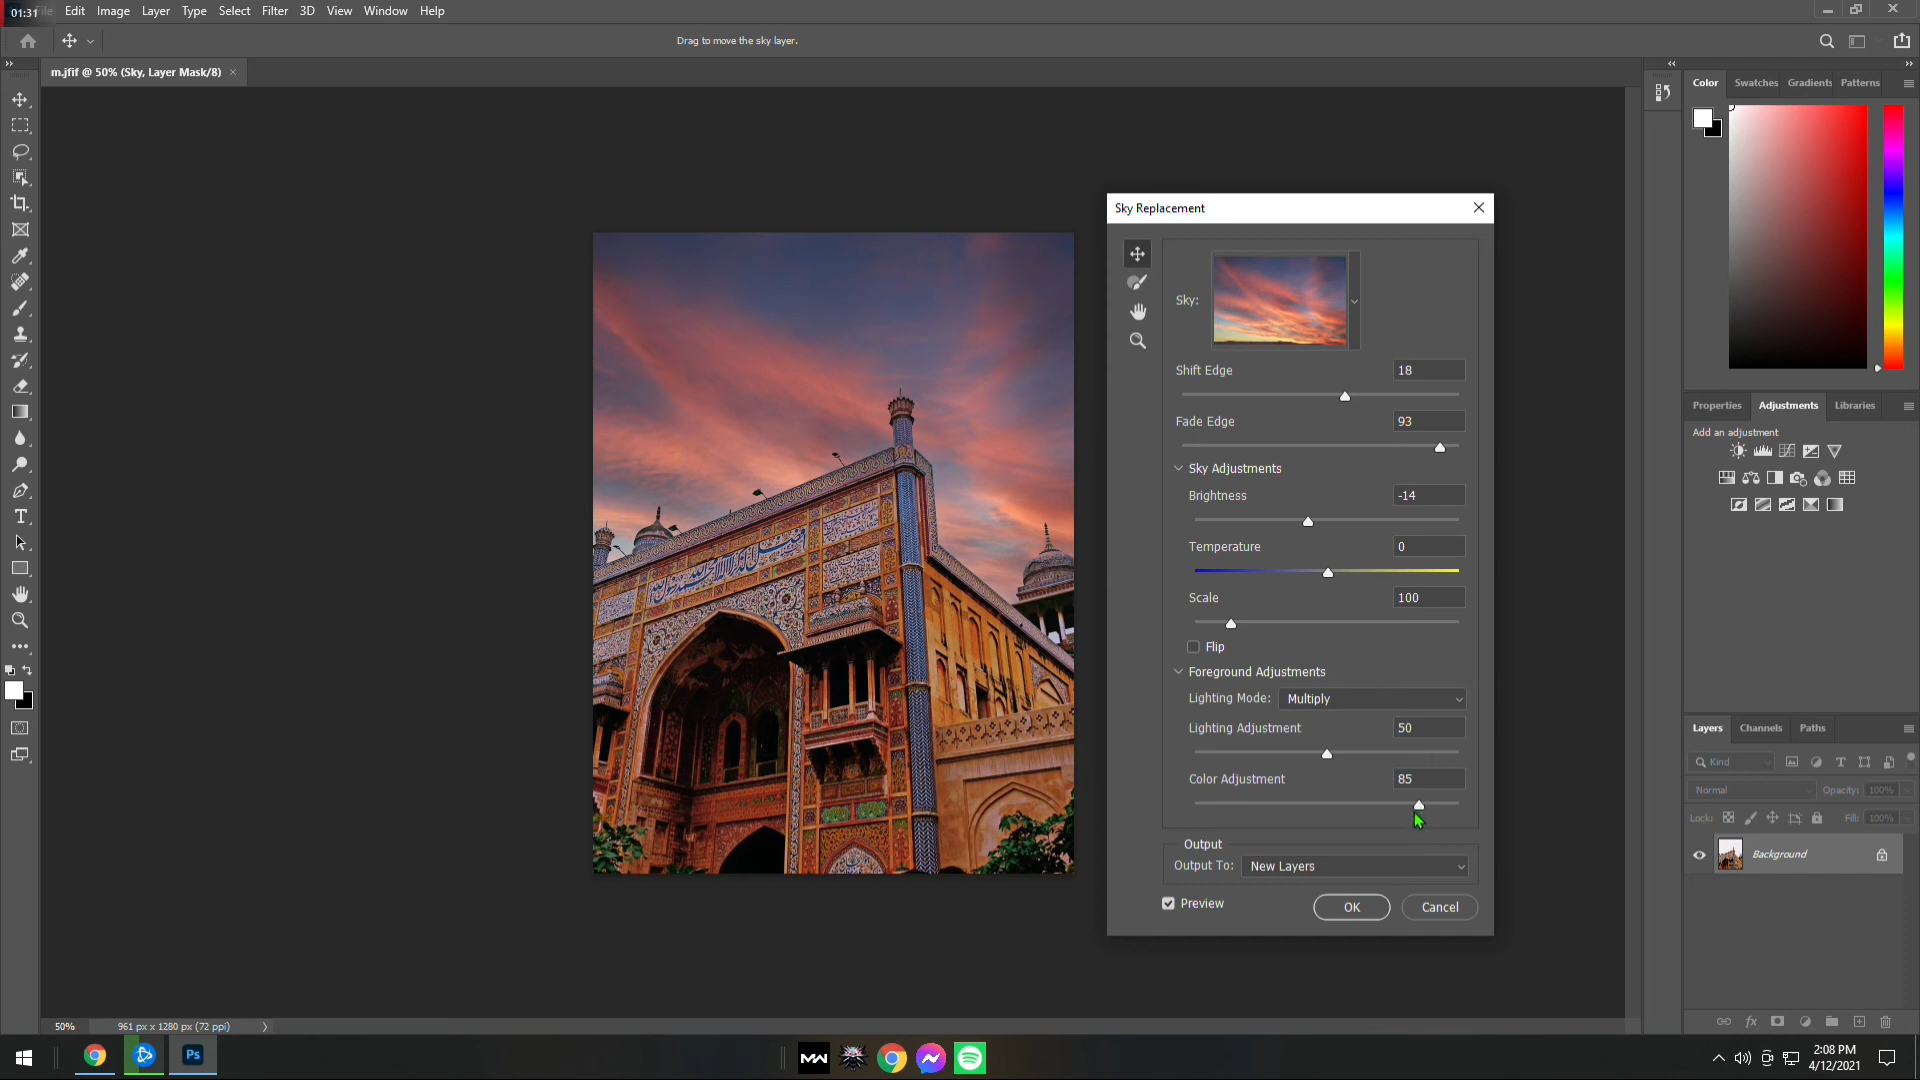 01:31
Edit Image Layer Type Select Filter 3D View Window Help
Drag to move the sky layer.
m.jfif @ 50% (Sky, Layer Mask/8) ×
Color Swatches Gradients Patterns
Sky Replacement
Sky:
Shift Edge 18
Fade Edge 93
Sky Adjustments
Brightness -14
Temperature 0
Scale 100
Flip
Foreground Adjustments
Lighting Mode: Multiply
Lighting Adjustment 50
Color Adjustment 85
Output
Output To: New Layers
Preview OK Cancel
Properties Adjustments Libraries
Add an adjustment
Layers Channels Paths
Kind
Normal Opacity: 100%
Lock: Fill: 100%
Background
50% 961 px x 1280 px (72 ppi)
Ps
2:08 PM
4/12/2021